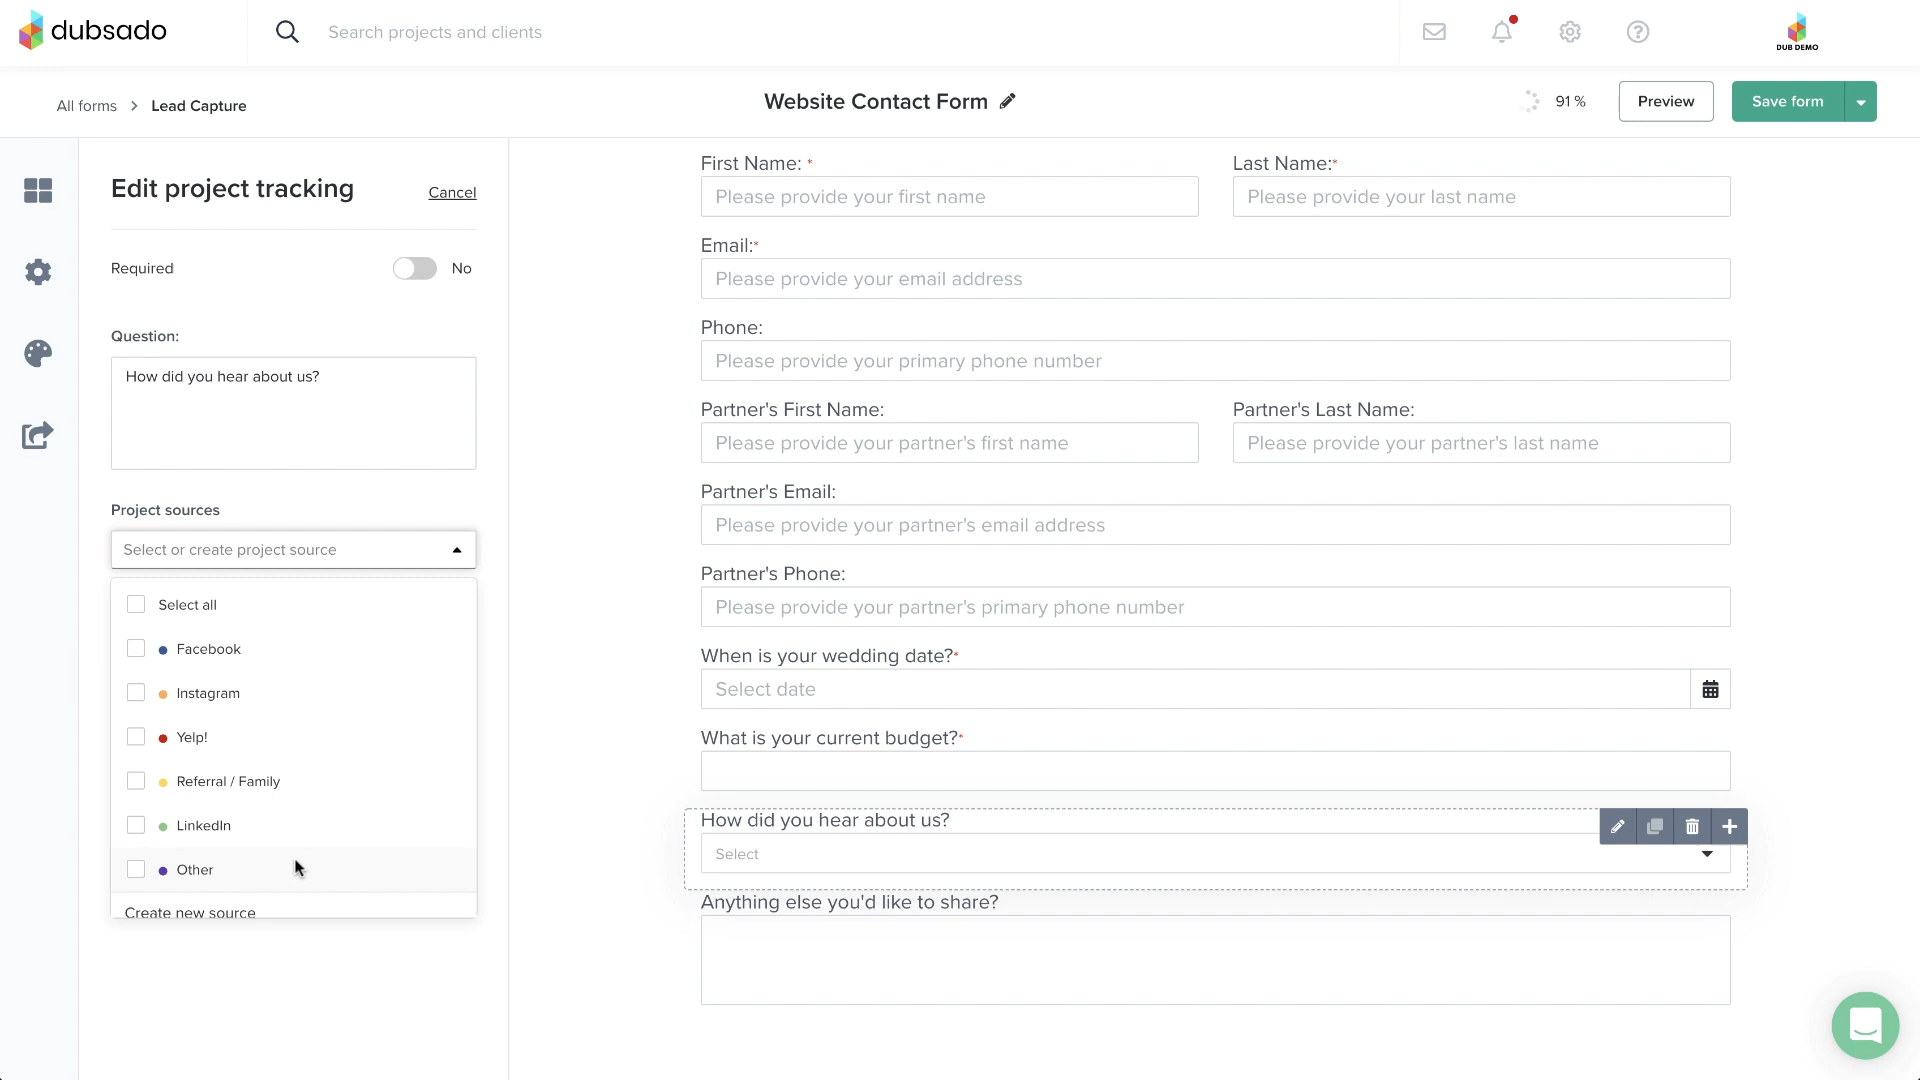 dubsado
Search projects and clients
DUB DEMO
All forms > Lead Capture
Website Contact Form
91 %
Preview
Save form
Edit project tracking
Cancel
Required
No
Question:
How did you hear about us?
Project sources
Select or create project source
Select all
Facebook
Instagram
Yelp!
Referral / Family
LinkedIn
Other
Create new source
First Name: *
Last Name:*
Please provide your first name
Please provide your last name
Email:*
Please provide your email address
Phone:
Please provide your primary phone number
Partner's First Name:
Partner's Last Name:
Please provide your partner's first name
Please provide your partner's last name
Partner's Email:
Please provide your partner's email address
Partner's Phone:
Please provide your partner's primary phone number
When is your wedding date?*
Select date
What is your current budget?*
How did you hear about us?
Select
Anything else you'd like to share?